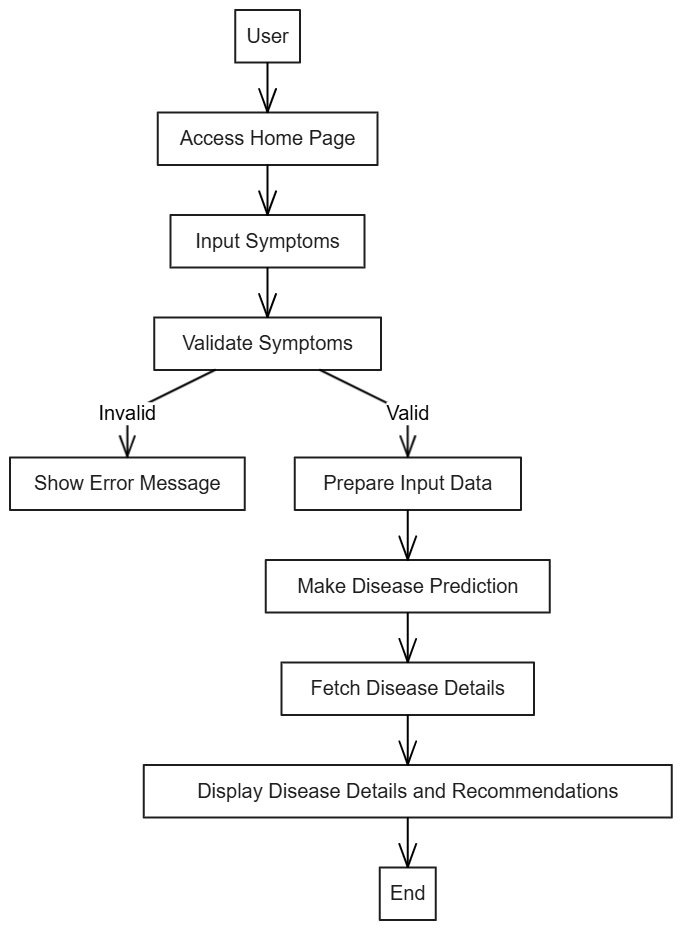 User
Access Home Page
Input Symptoms
Validate Symptoms
Invalid
Valid
Show Error Message
Prepare Input Data
Make Disease Prediction
Fetch Disease Details
Display Disease Details and Recommendations
End